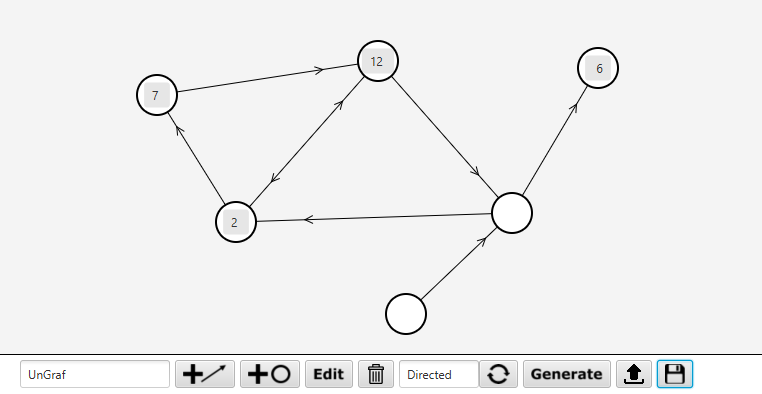 12
6
7
2
UnGraf
Edit
Directed
Generate